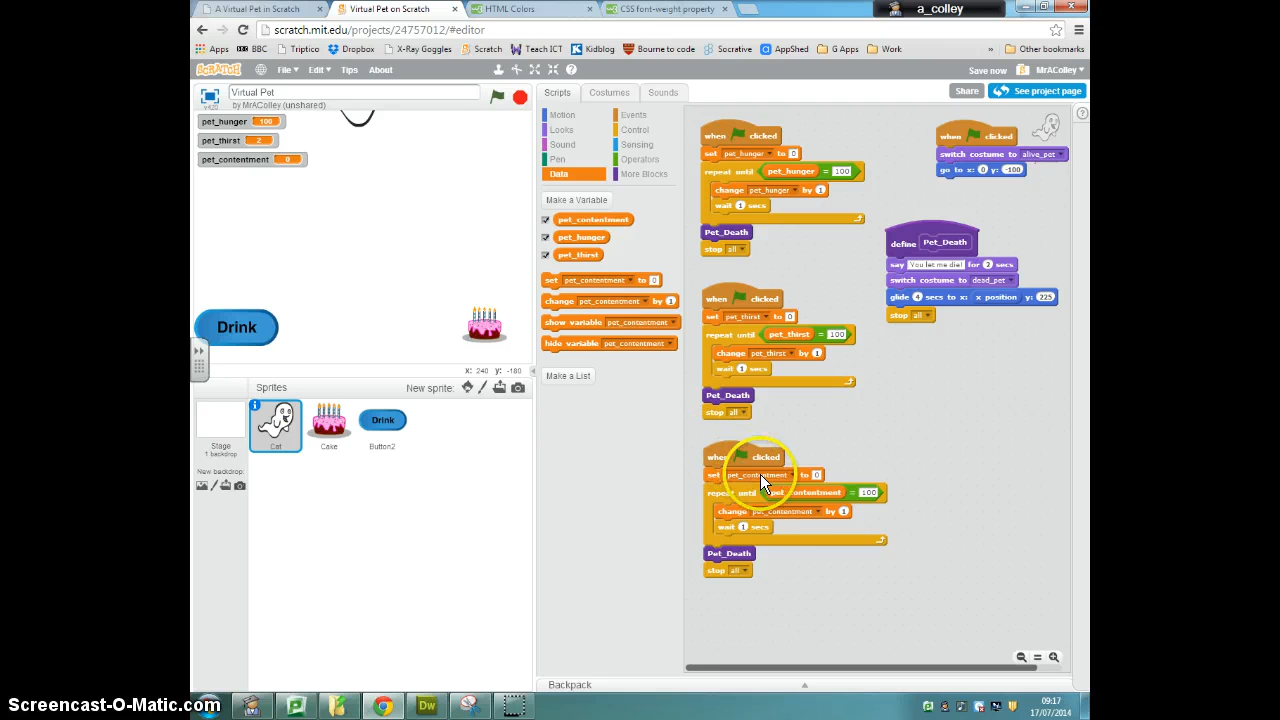 A Virtual Pet in Scratch
Virtual Pet on Scratch
HTML Colors
CSS font-weight property
a_colley
scratch.mit.edu/projects/24757012/#editor
Apps
BBC
Triptico
Dropbox
X-Ray Goggles
Scratch
Teach ICT
Kidblog
Bourne to code
Socrative
AppShed
G Apps
Work
»
Other bookmarks
SCRATCH
File
Edit
Tips
About
Save now
MrAColley
Virtual Pet
by MrAColley (unshared)
v420
Scripts
Costumes
Sounds
Share
See project page
pet_hunger 100
pet_thirst 2
pet_contentment 0
Drink
x: 240 y: -180
Sprites
New sprite:
Stage
1 backdrop
New backdrop:
Cat
Cake
Drink
Button2
Motion
Looks
Sound
Pen
Data
Events
Control
Sensing
Operators
More Blocks
Make a Variable
pet_contentment
pet_hunger
pet_thirst
set pet_contentment to 0
change pet_contentment by 1
show variable pet_contentment
hide variable pet_contentment
Make a List
when clicked
set pet_hunger to 0
repeat until pet_hunger = 100
change pet_hunger by 1
wait 1 secs
Pet_Death
stop all
when clicked
set pet_thirst to 0
repeat until pet_thirst = 100
change pet_thirst by 1
wait 1 secs
Pet_Death
stop all
when clicked
set pet_contentment to 0
repeat until pet_contentment = 100
change pet_contentment by 1
wait 1 secs
Pet_Death
stop all
when clicked
switch costume to alive_pet
go to x: 0 y: -100
define Pet_Death
say You let me die! for 2 secs
switch costume to dead_pet
glide 4 secs to x: x position y: 225
stop all
Backpack
Dw
09:17
17/07/2014
Screencast-O-Matic.com